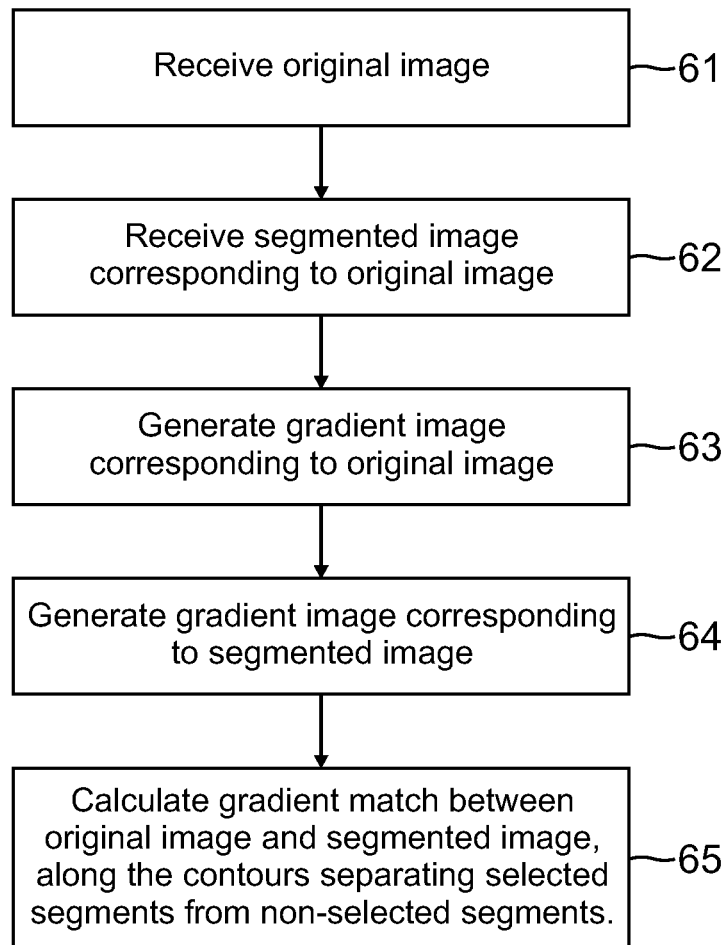 Receive original image
61
Receive segmented image
corresponding to original image
62
Generate gradient image
corresponding to original image
63
Generate gradient image corresponding
to segmented image
64
Calculate gradient match between
original image and segmented image,
along the contours separating selected
segments from non-selected segments.
65